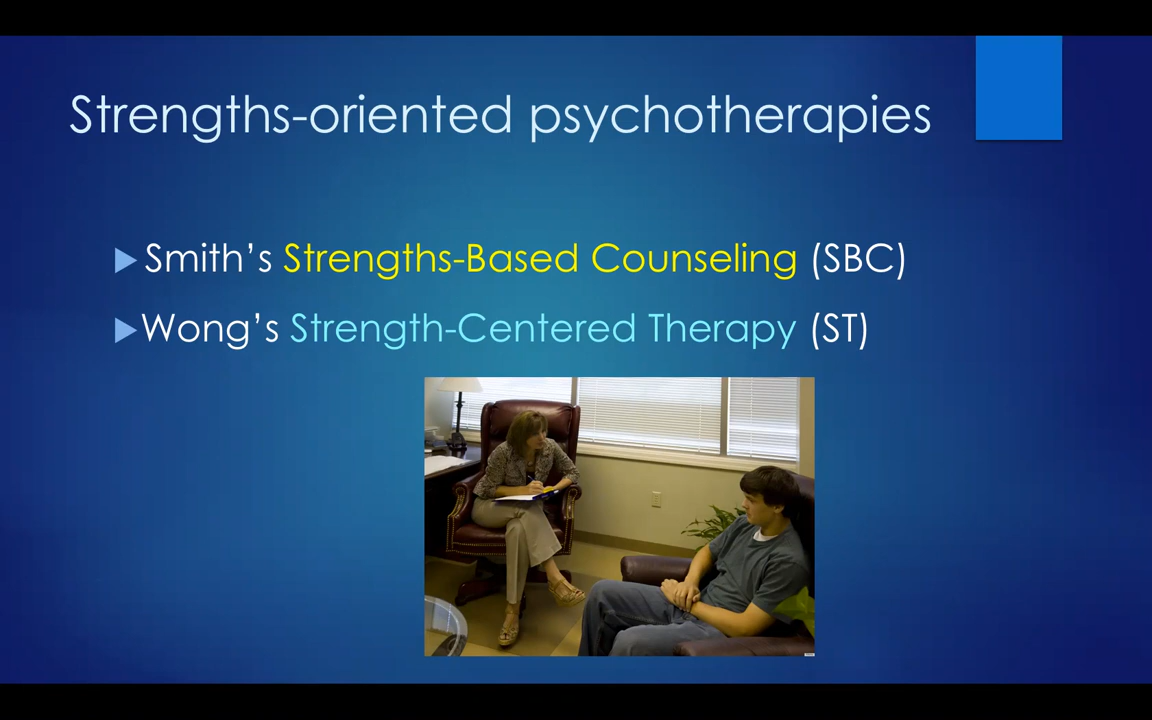 Strengths-oriented psychotherapies
Smith’s Strengths-Based Counseling (SBC)
Wong’s Strength-Centered Therapy (ST)